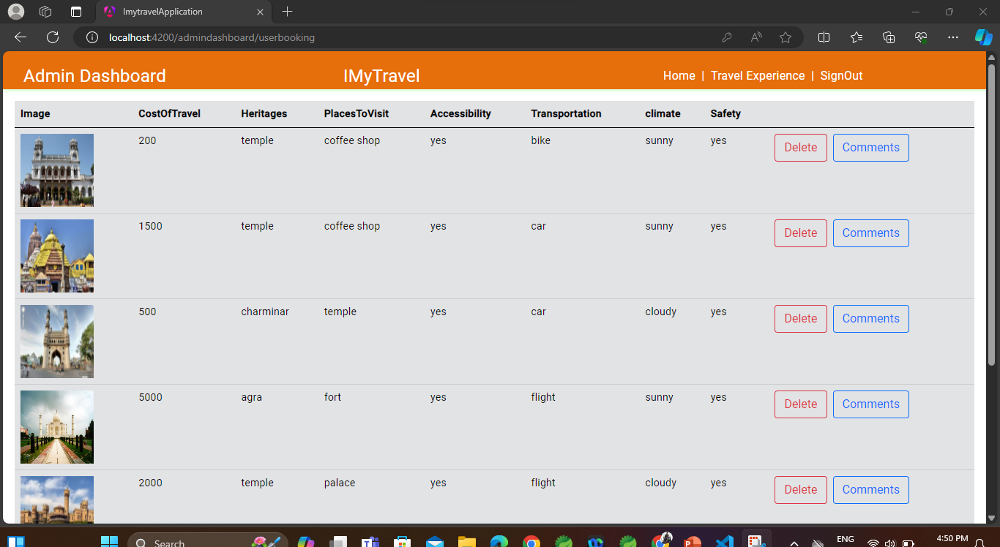 ImytravelApplication
localhost:4200/admindashboard/userbooking
Admin Dashboard IMyTravel Home | Travel Experience | SignOut
Image CostOfTravel Heritages PlacesToVisit Accessibility Transportation climate Safety
200 temple coffee shop yes bike sunny yes Delete Comments
1500 temple coffee shop yes car sunny yes Delete Comments
500 charminar temple yes car cloudy yes Delete Comments
5000 agra fort yes flight sunny yes Delete Comments
2000 temple palace yes flight cloudy yes Delete Comments
Search ENG 4:50 PM